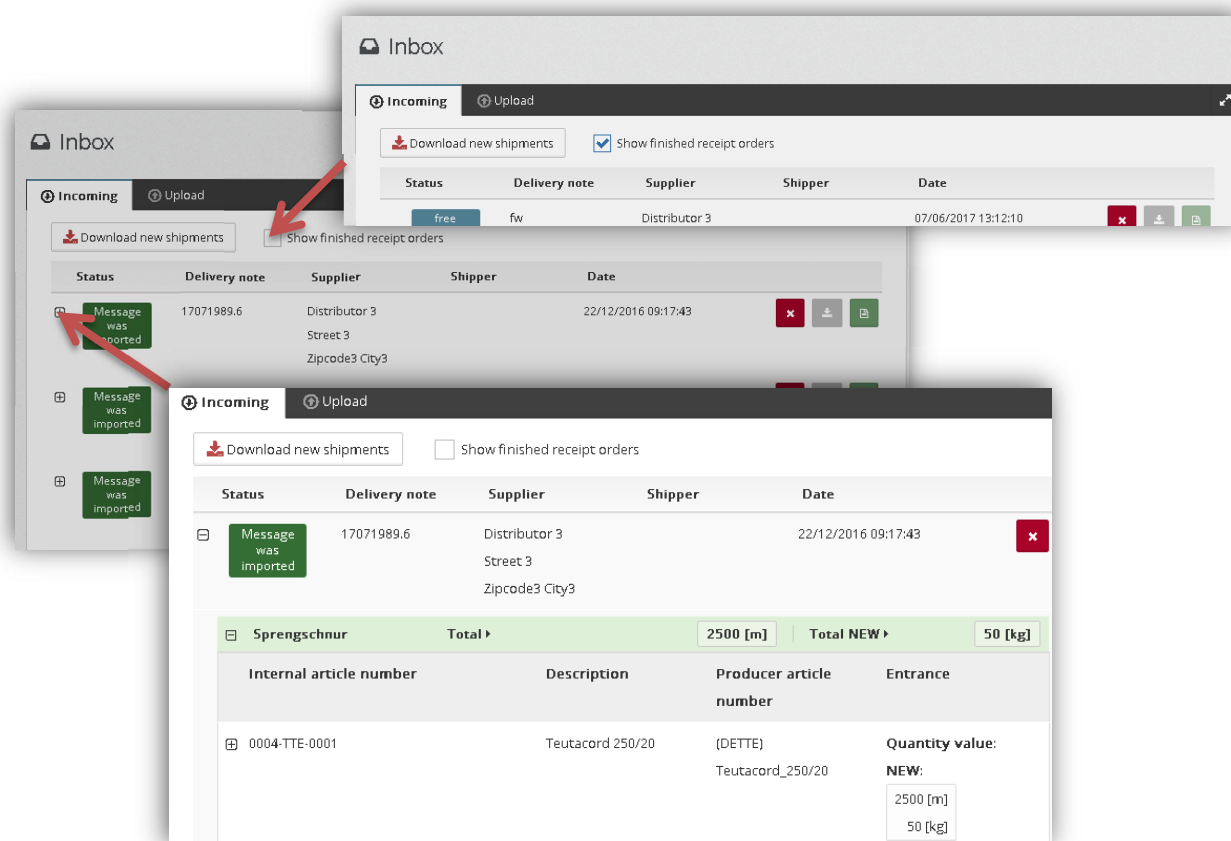 Inbox
Incoming Upload
Download new shipments Show finished receipt orders
Status Delivery note Supplier Shipper Date
free fw Distributor 3 07/06/2017 13:12:10
Inbox
Incoming Upload
Download new shipments Show finished receipt orders
Status Delivery note Supplier Shipper Date
Message 17071989.6 Distributor 3 22/12/2016 09:17:43
was Street 3
imported Zipcode3 City3
Message
was
imported
Message
was
imported
Incoming Upload
Download new shipments Show finished receipt orders
Status Delivery note Supplier Shipper Date
Message 17071989.6 Distributor 3 22/12/2016 09:17:43
was Street 3
imported Zipcode3 City3
Sprengschnur Total 2500 [m] Total NEW 50 [kg]
Internal article number Description Producer article Entrance
number
0004-TTE-0001 Teutacord 250/20 (DETTE) Quantity value:
Teutacord_250/20 NEW:
2500 [m]
50 [kg]